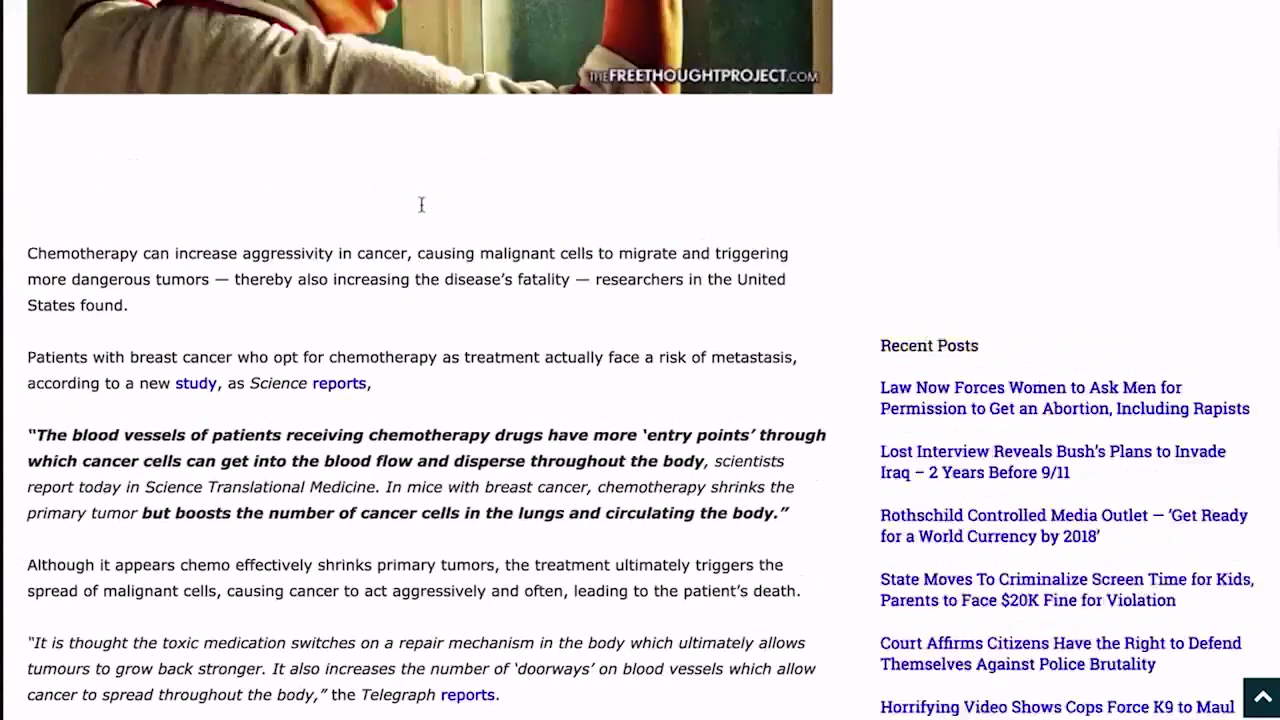 THEFREETHOUGHTPROJECT.COM
Chemotherapy can increase aggressivity in cancer, causing malignant cells to migrate and triggering
more dangerous tumors — thereby also increasing the disease’s fatality — researchers in the United
States found.
Patients with breast cancer who opt for chemotherapy as treatment actually face a risk of metastasis,
according to a new study, as Science reports,
“The blood vessels of patients receiving chemotherapy drugs have more ‘entry points’ through
which cancer cells can get into the blood flow and disperse throughout the body, scientists
report today in Science Translational Medicine. In mice with breast cancer, chemotherapy shrinks the
primary tumor but boosts the number of cancer cells in the lungs and circulating the body.”
Although it appears chemo effectively shrinks primary tumors, the treatment ultimately triggers the
spread of malignant cells, causing cancer to act aggressively and often, leading to the patient’s death.
“It is thought the toxic medication switches on a repair mechanism in the body which ultimately allows
tumours to grow back stronger. It also increases the number of ‘doorways’ on blood vessels which allow
cancer to spread throughout the body,” the Telegraph reports.
Recent Posts
Law Now Forces Women to Ask Men for
Permission to Get an Abortion, Including Rapists
Lost Interview Reveals Bush’s Plans to Invade
Iraq – 2 Years Before 9/11
Rothschild Controlled Media Outlet — ‘Get Ready
for a World Currency by 2018’
State Moves To Criminalize Screen Time for Kids,
Parents to Face $20K Fine for Violation
Court Affirms Citizens Have the Right to Defend
Themselves Against Police Brutality
Horrifying Video Shows Cops Force K9 to Maul